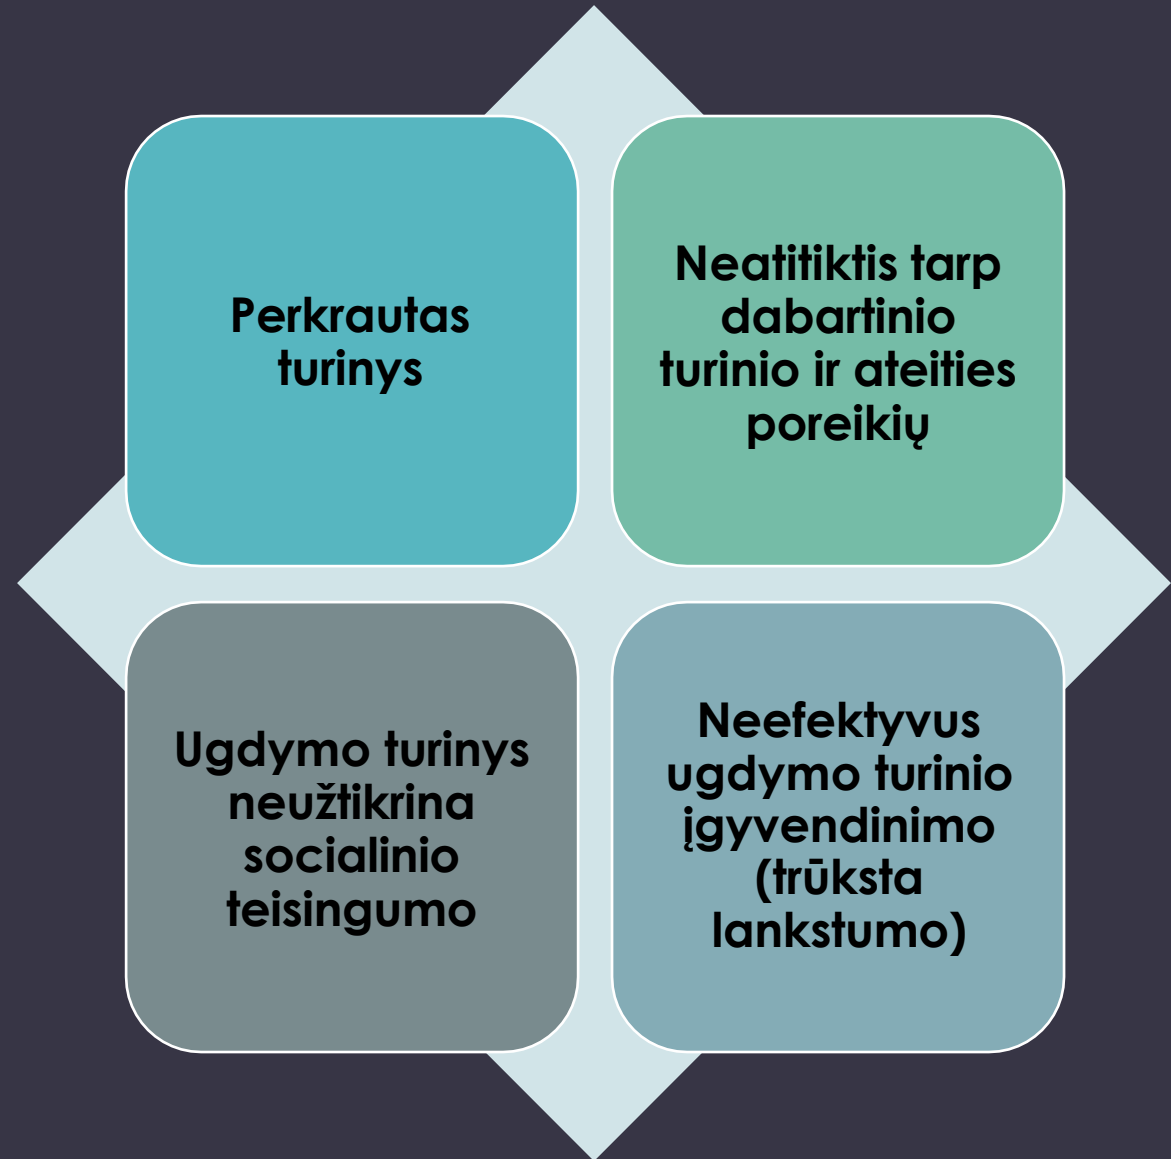 Perkrautas
turinys
Neatitiktis tarp
dabartinio
turinio ir ateities
poreikių
Ugdymo turinys
neužtikrina
socialinio
teisingumo
Neefektyvus
ugdymo turinio
įgyvendinimo
(trūksta
lankstumo)